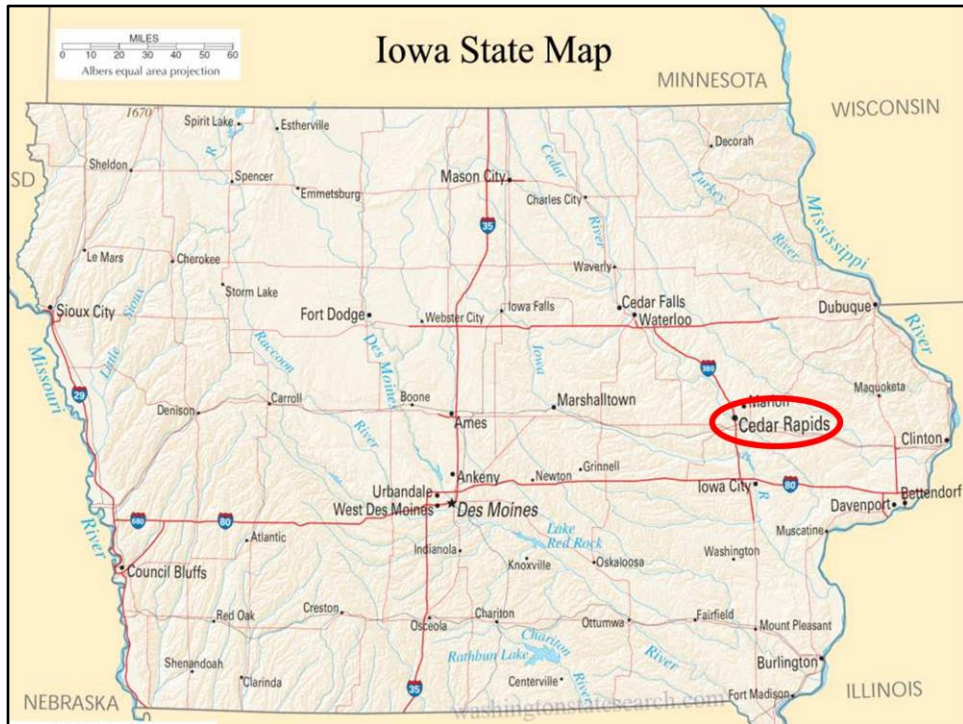 MILES
0 10 20 30 40 50 60
Albers equal area projection
Iowa State Map
MINNESOTA
WISCONSIN
SD
1670
Spirit Lake
R
Estherville
Decorah
Sheldon
Spencer
Emmetsburg
Mason City
Cedar
Charles City
Turkey
Mississippi
35
River
River
Le Mars
Cherokee
Waverly
Storm Lake
Sioux
Sioux City
Fort Dodge
Webster City
Iowa Falls
Cedar Falls
Waterloo
Dubuque
River
Missouri
Little
Raccoon
Des Moines
Iowa
380
29
Denison
Carroll
Boone
Marshalltown
Marion
Maquoketa
Ames
Cedar Rapids
Clinton
River
Ankeny
Newton
Grinnell
Urbandale
Iowa City
R
80
Bettendorf
West Des Moines
Des Moines
Davenport
680
80
River
Atlantic
Lake
Red Rock
Muscatine
Indianola
Knoxville
Oskaloosa
Washington
Council Bluffs
Red Oak
Creston
Osceola
Chariton
Ottumwa
Fairfield
Mount Pleasant
Chariton
Rathbun Lake
River
River
Burlington
Shenandoah
Clarinda
35
Centerville
Fort Madison
NEBRASKA
ILLINOIS
washingtonstatesearch.com